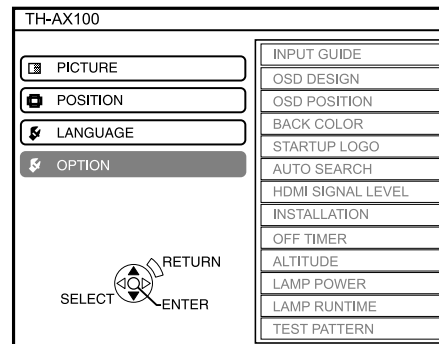 TH-AX100
PICTURE
POSITION
LANGUAGE
OPTION
RETURN
SELECT
ENTER
INPUT GUIDE
OSD DESIGN
OSD POSITION
BACK COLOR
STARTUP LOGO
AUTO SEARCH
HDMI SIGNAL LEVEL
INSTALLATION
OFF TIMER
ALTITUDE
LAMP POWER
LAMP RUNTIME
TEST PATTERN